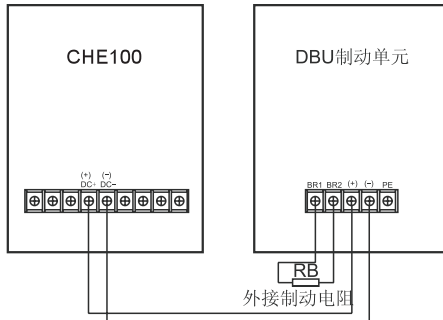 CHE100
DBU制动单元
(+) (-)
DC+ DC-
BR1 BR2 (+) (-) PE
RB
外接制动电阻